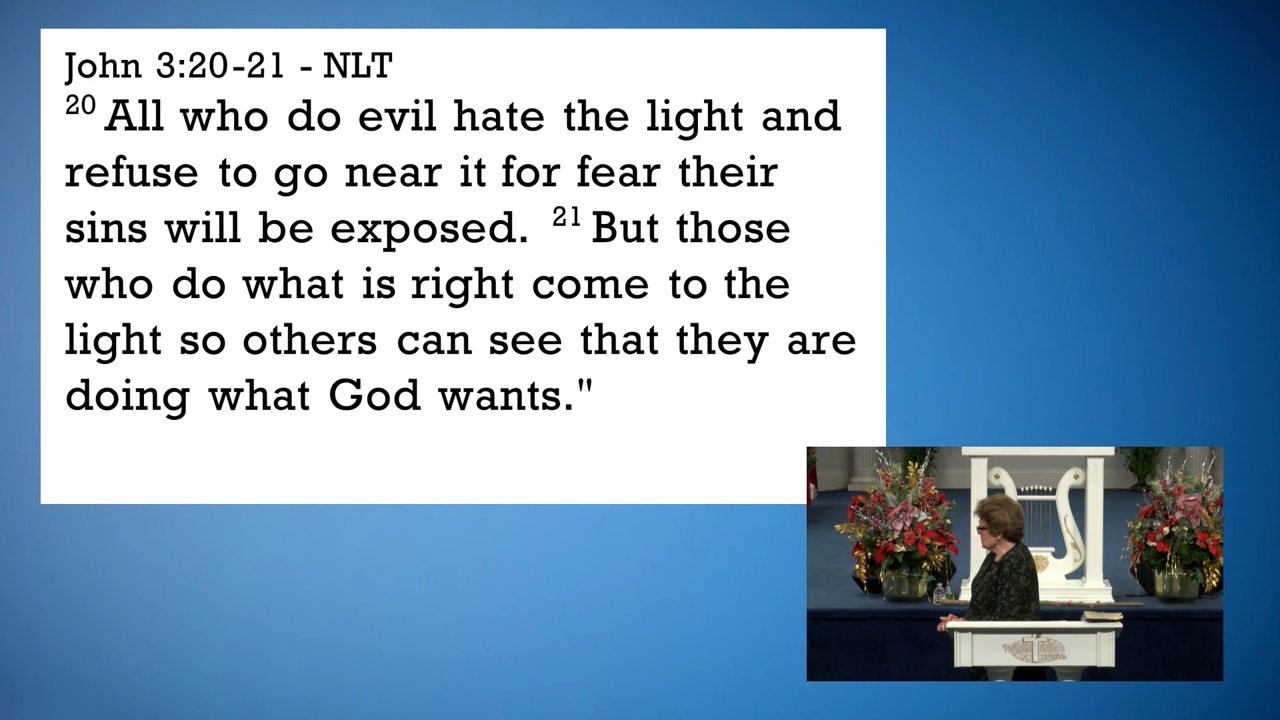 John 3:20-21 - NLT
20 All who do evil hate the light and
refuse to go near it for fear their
sins will be exposed. 21 But those
who do what is right come to the
light so others can see that they are
doing what God wants."